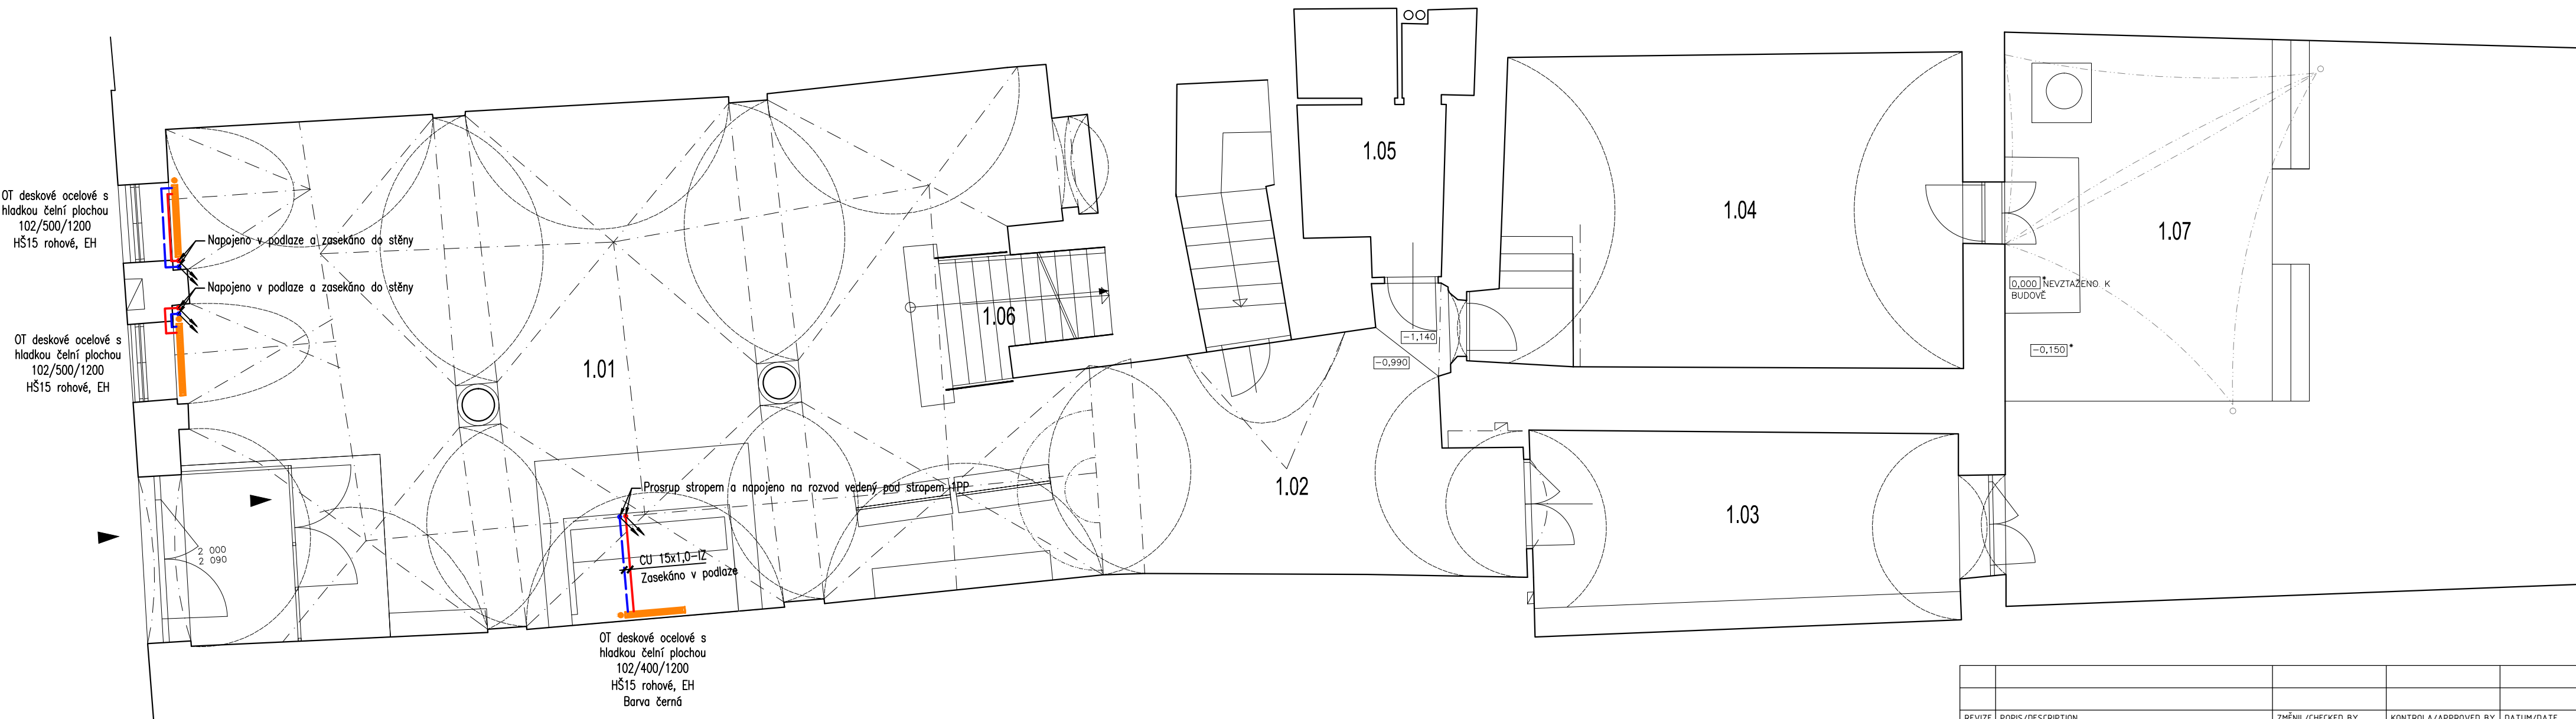 OT deskové ocelové s
hladkou čelní plochou
102/500/1200
HŠ15 rohové, EH
Napojeno v podlaze a zasekáno do stěny
Napojeno v podlaze a zasekáno do stěny
OT deskové ocelové s
hladkou čelní plochou
102/500/1200
HŠ15 rohové, EH
1.01
1.06
1.05
1.04
1.07
0,000 * NEVZTAŽENO K
BUDOVĚ
-0,150 *
-1,140
-0,990
1.02
1.03
Prosrup stropem a napojeno na rozvod vedený pod stropem 1PP
2 000
2 090
CU 15x1,0-IZ
Zasekáno v podlaze
OT deskové ocelové s
hladkou čelní plochou
102/400/1200
HŠ15 rohové, EH
Barva černá
REVIZE POPIS/DESCRIPTION ZMĚNIL/CHECKED BY KONTROLA/APPROVED BY DATUM/DATE